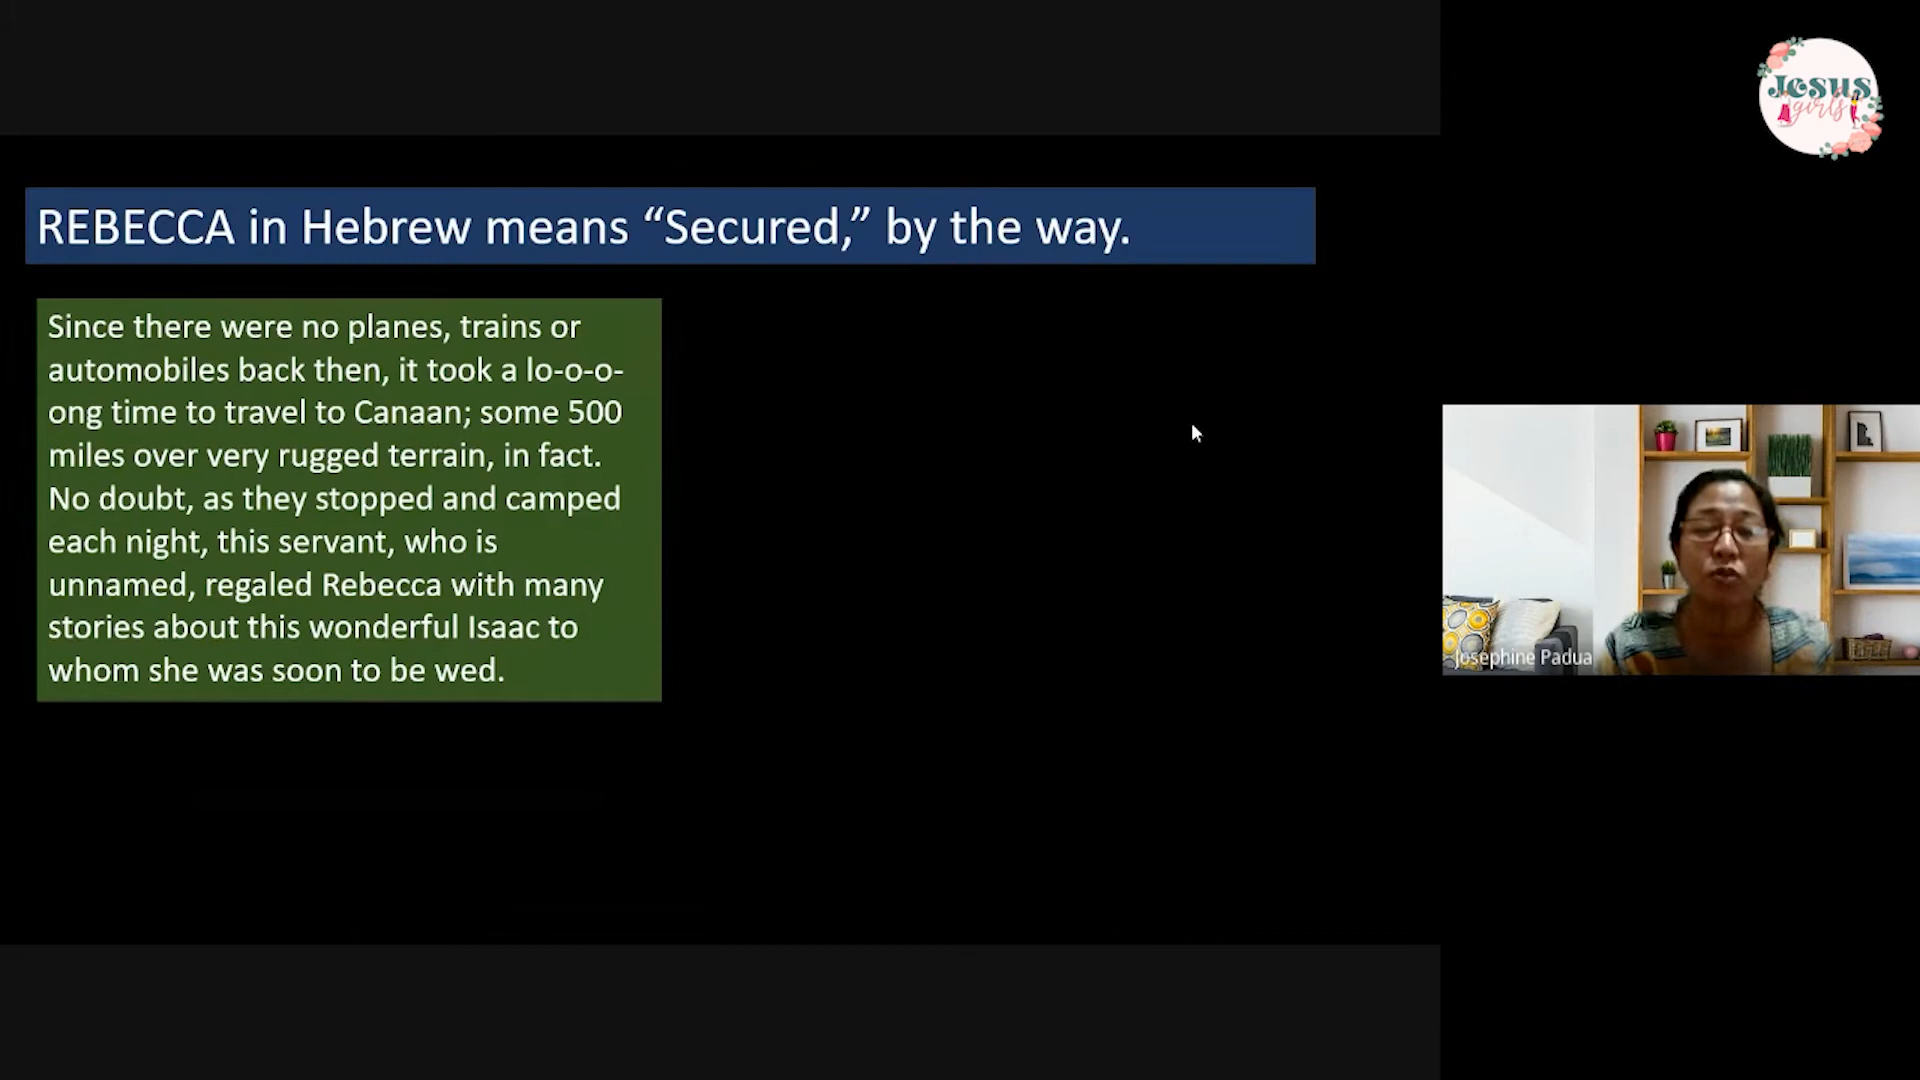 Jesus
girls
REBECCA in Hebrew means “Secured,” by the way.
Since there were no planes, trains or
automobiles back then, it took a lo-o-o-
ong time to travel to Canaan; some 500
miles over very rugged terrain, in fact.
No doubt, as they stopped and camped
each night, this servant, who is
unnamed, regaled Rebecca with many
stories about this wonderful Isaac to
whom she was soon to be wed.
Josephine Padua